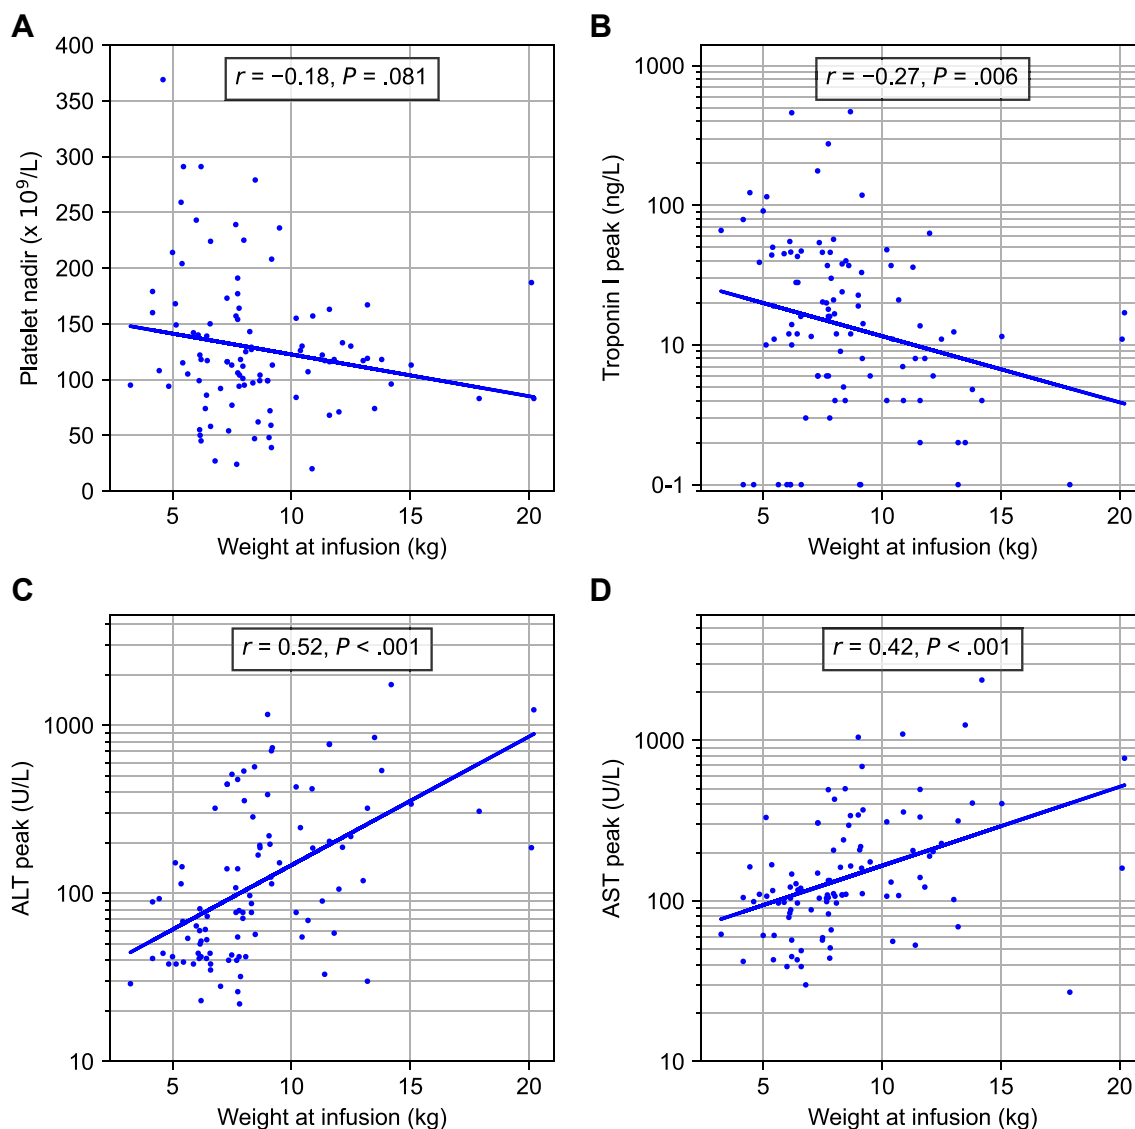 A
r = −0.18, P = .081
Platelet nadir (x 10⁹/L)
400
350
300
250
200
150
100
50
0
5 10 15 20
Weight at infusion (kg)
B
r = −0.27, P = .006
Troponin I peak (ng/L)
1000
100
10
0-1
5 10 15 20
Weight at infusion (kg)
C
r = 0.52, P < .001
ALT peak (U/L)
1000
100
10
5 10 15 20
Weight at infusion (kg)
D
r = 0.42, P < .001
AST peak (U/L)
1000
100
10
5 10 15 20
Weight at infusion (kg)